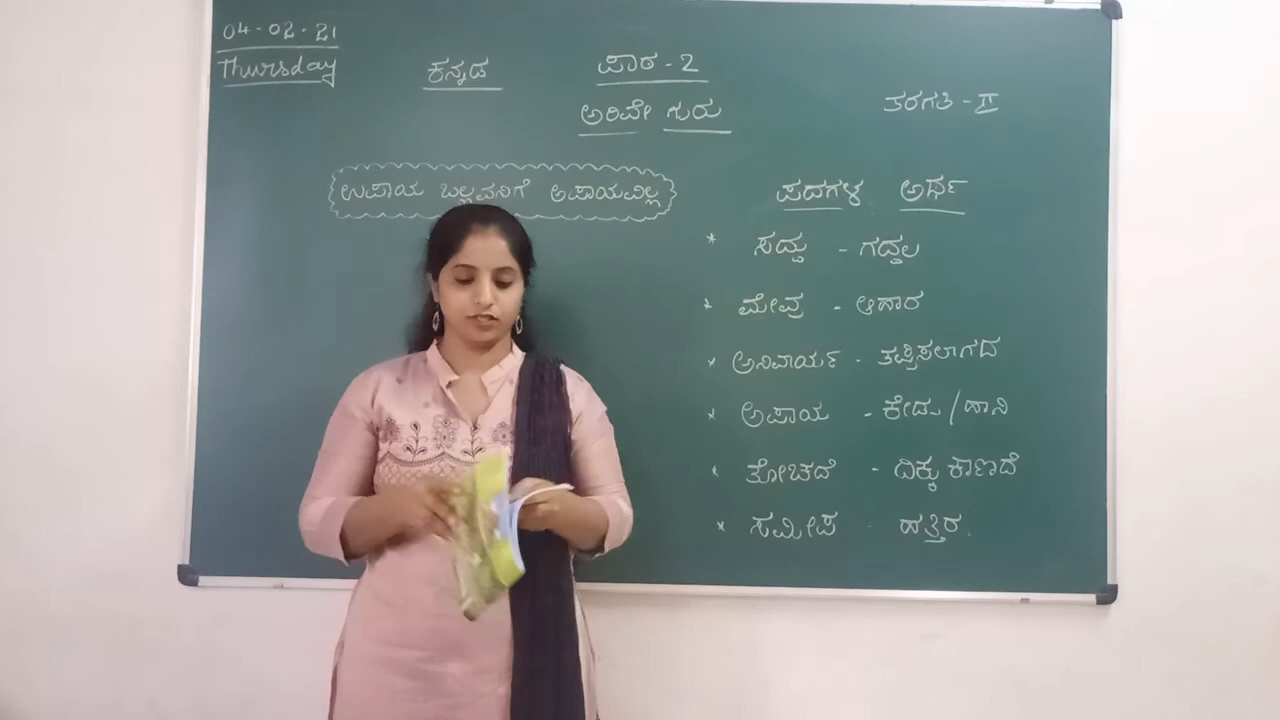 04-02-21
Thursday
ಕನ್ನಡ
ಪಾಠ-2
ಅರಿವೇ ಗುರು
ತರಗತಿ-II
ಉಪಾಯ ಬಲ್ಲವನಿಗೆ ಅಪಾಯವಿಲ್ಲ
ಪದಗಳ ಅರ್ಥ
* ಸದ್ದು - ಗದ್ದಲ
* ಮೇವು - ಆಹಾರ
* ಅನಿವಾರ್ಯ - ತಪ್ಪಿಸಲಾಗದ
* ಅಪಾಯ - ಕೇಡು/ಹಾನಿ
* ತೋಚದೆ - ದಿಕ್ಕುಕಾಣದೆ
* ಸಮೀಪ - ಹತ್ತಿರ.